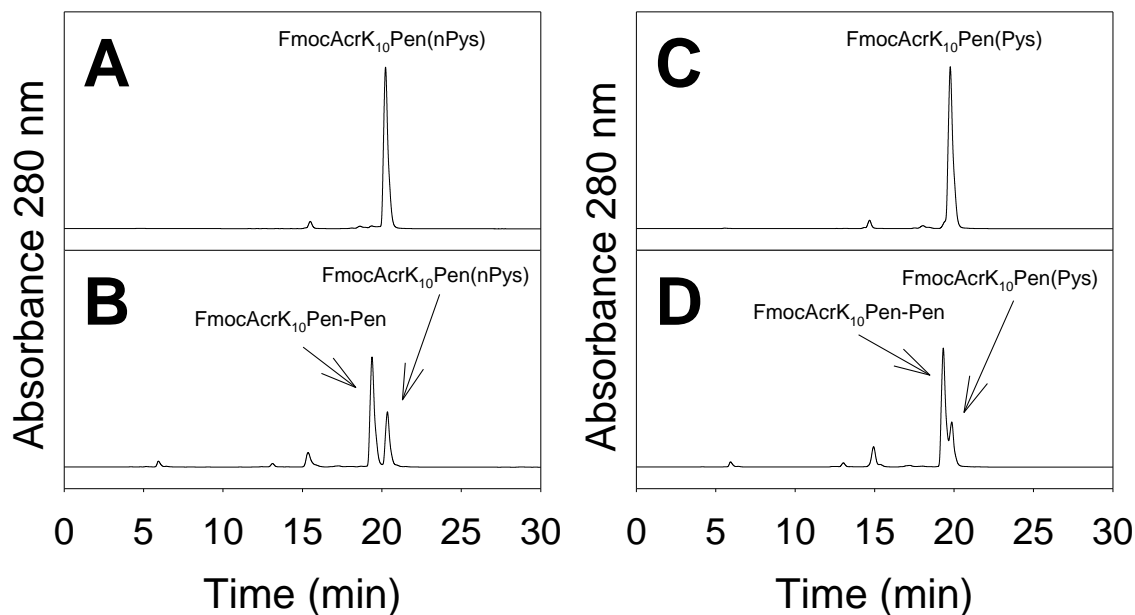 A
FmocAcrK₁₀Pen(nPys)
C
FmocAcrK₁₀Pen(Pys)
B
FmocAcrK₁₀Pen(nPys)
FmocAcrK₁₀Pen-Pen
D
FmocAcrK₁₀Pen(Pys)
FmocAcrK₁₀Pen-Pen
Absorbance 280 nm
Absorbance 280 nm
0 5 10 15 20 25 30
0 5 10 15 20 25 30
Time (min)
Time (min)